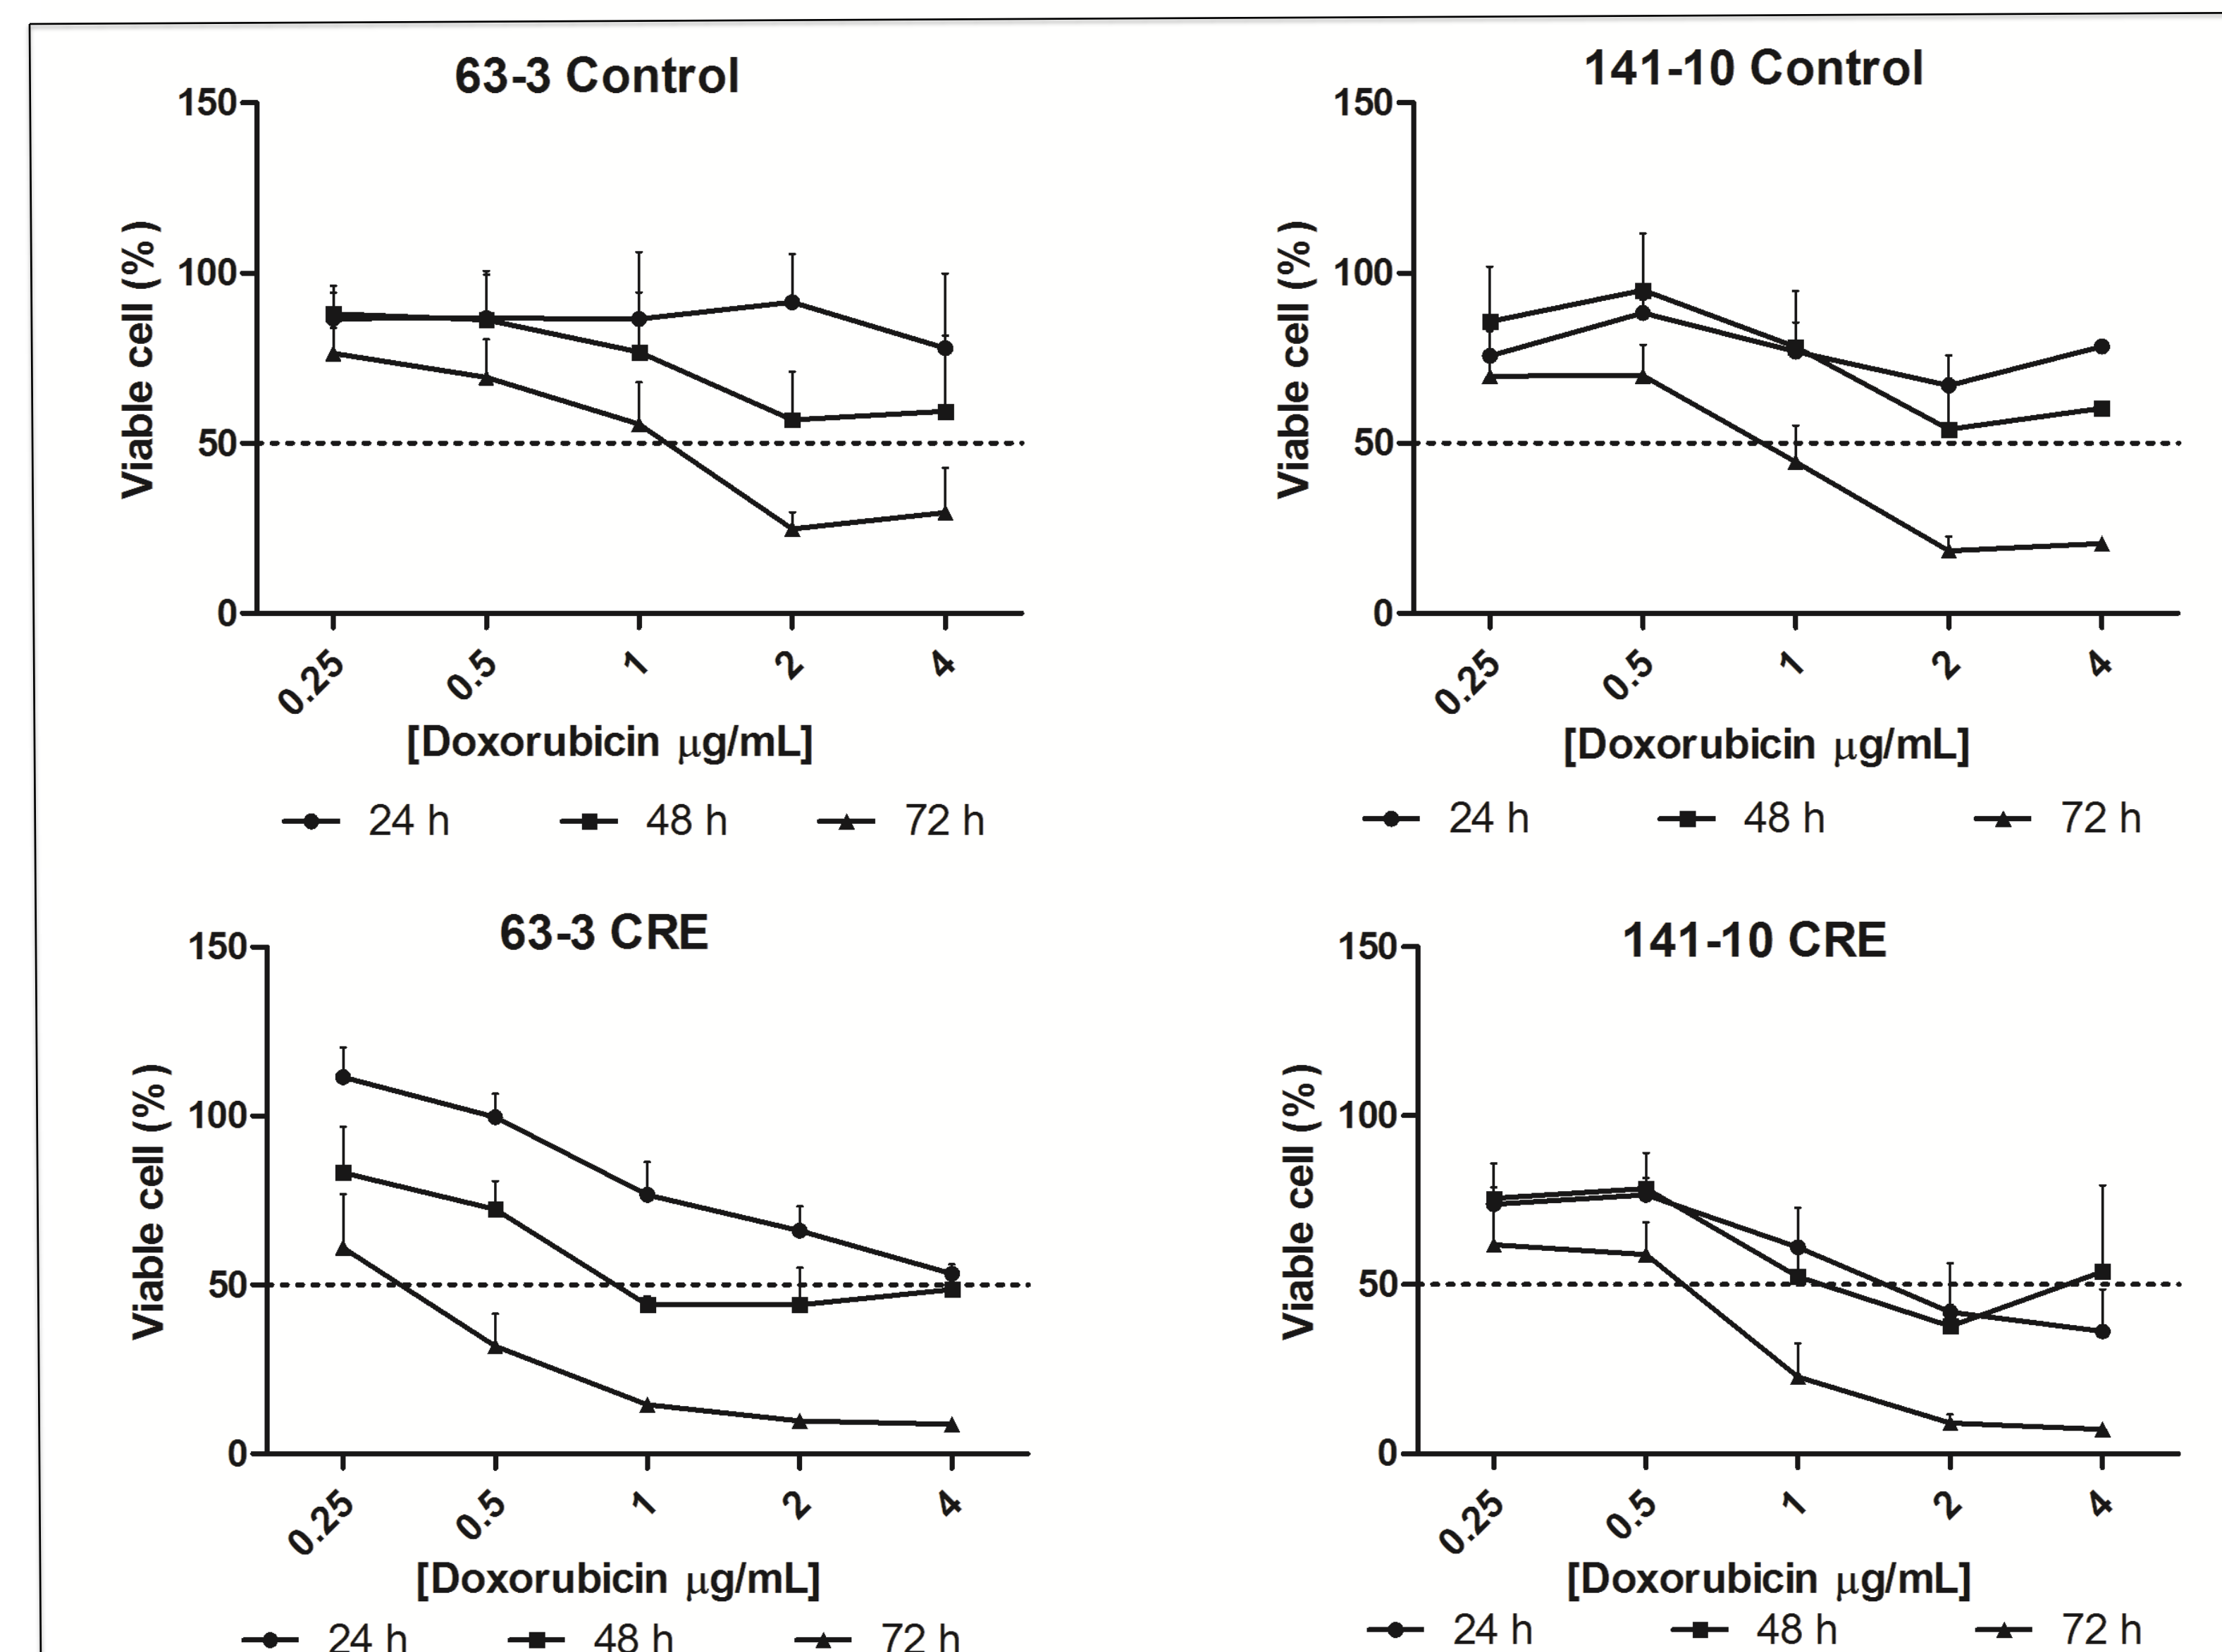 63-3 Control
150
100
50
0
Viable cell (%)
0.25 0.5 1 2 4
[Doxorubicin μg/mL]
24 h 48 h 72 h
141-10 Control
150
100
50
0
Viable cell (%)
0.25 0.5 1 2 4
[Doxorubicin μg/mL]
24 h 48 h 72 h
63-3 CRE
150
100
50
0
Viable cell (%)
0.25 0.5 1 2 4
[Doxorubicin μg/mL]
24 h 48 h 72 h
141-10 CRE
150
100
50
0
Viable cell (%)
0.25 0.5 1 2 4
[Doxorubicin μg/mL]
24 h 48 h 72 h